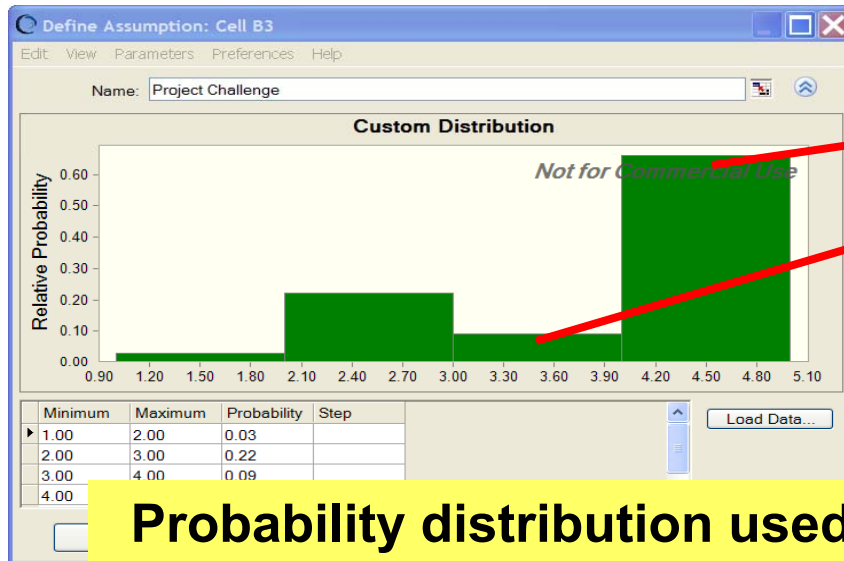 Define Assumption: Cell B3
Edit View Parameters Preferences Help
Name: Project Challenge
Custom Distribution
Not for Commercial Use
Relative Probability
0.60
0.50
0.40
0.30
0.20
0.10
0.00
0.90 1.20 1.50 1.80 2.10 2.40 2.70 3.00 3.30 3.60 3.90 4.20 4.50 4.80 5.10
Minimum Maximum Probability Step
Load Data...
1.00 2.00 0.03
2.00 3.00 0.22
3.00 4.00 0.09
4.00
Probability distribution used